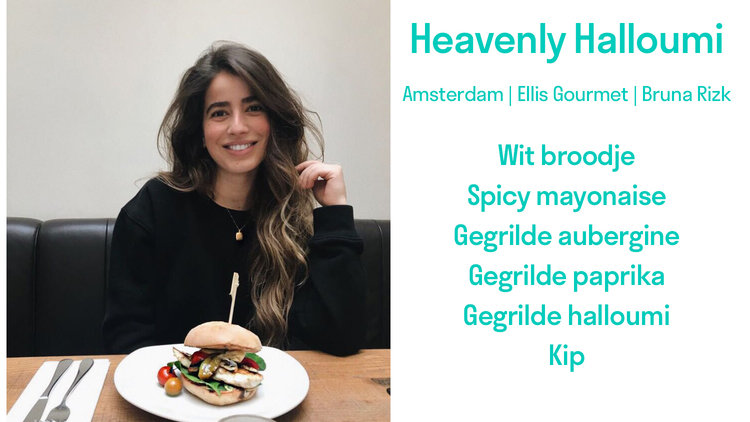 Heavenly Halloumi
Amsterdam | Ellis Gourmet | Bruna Rizk
Wit broodje
Spicy mayonaise
Gegrilde aubergine
Gegrilde paprika
Gegrilde halloumi
Kip